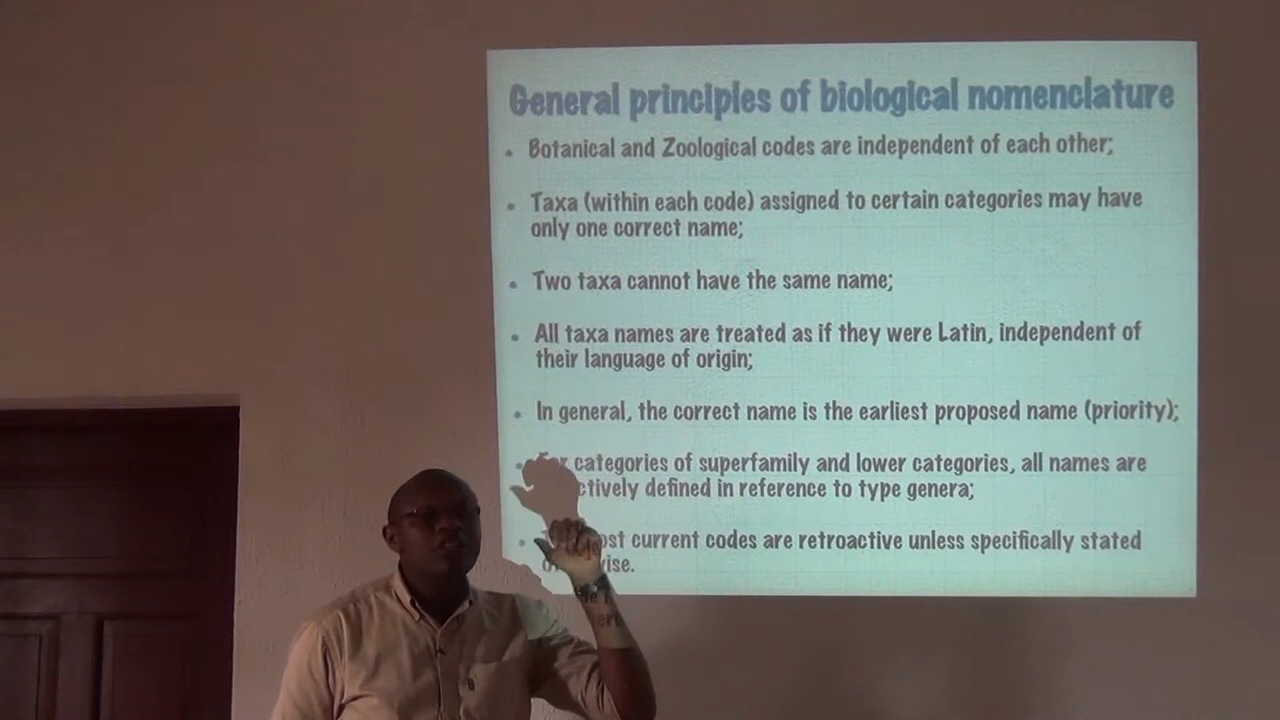 General principles of biological nomenclature
• Botanical and Zoological codes are independent of each other;
• Taxa (within each code) assigned to certain categories may have
only one correct name;
• Two taxa cannot have the same name;
• All taxa names are treated as if they were Latin, independent of
their language of origin;
• In general, the correct name is the earliest proposed name (priority);
• For categories of superfamily and lower categories, all names are
ctively defined in reference to type genera;
• ost current codes are retroactive unless specifically stated
wise.